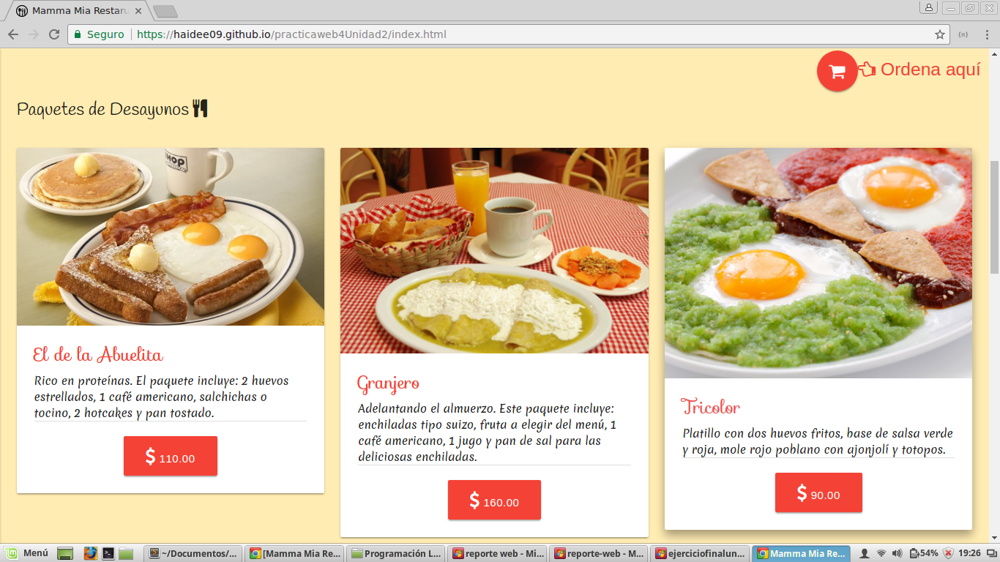 Mamma Mia Restaru
Seguro https://haidee09.github.io/practicaweb4Unidad2/index.html
Ordena aquí
Paquetes de Desayunos
HOP
El de la Abuelita
Rico en proteínas. El paquete incluye: 2 huevos
estrellados, 1 café americano, salchichas o
tocino, 2 hotcakes y pan tostado.
$ 110.00
Granjero
Adelantando el almuerzo. Este paquete incluye:
enchiladas tipo suizo, fruta a elegir del menú, 1
café americano, 1 jugo y pan de sal para las
deliciosas enchiladas.
$ 160.00
Tricolor
Platillo con dos huevos fritos, base de salsa verde
y roja, mole rojo poblano con ajonjolí y totopos.
$ 90.00
Menú ~/Documentos/... [Mamma Mia Re... Programación L... reporte web - Mi... reporte-web - M... ejerciciofinalun... Mamma Mia Re... 54% 19:26